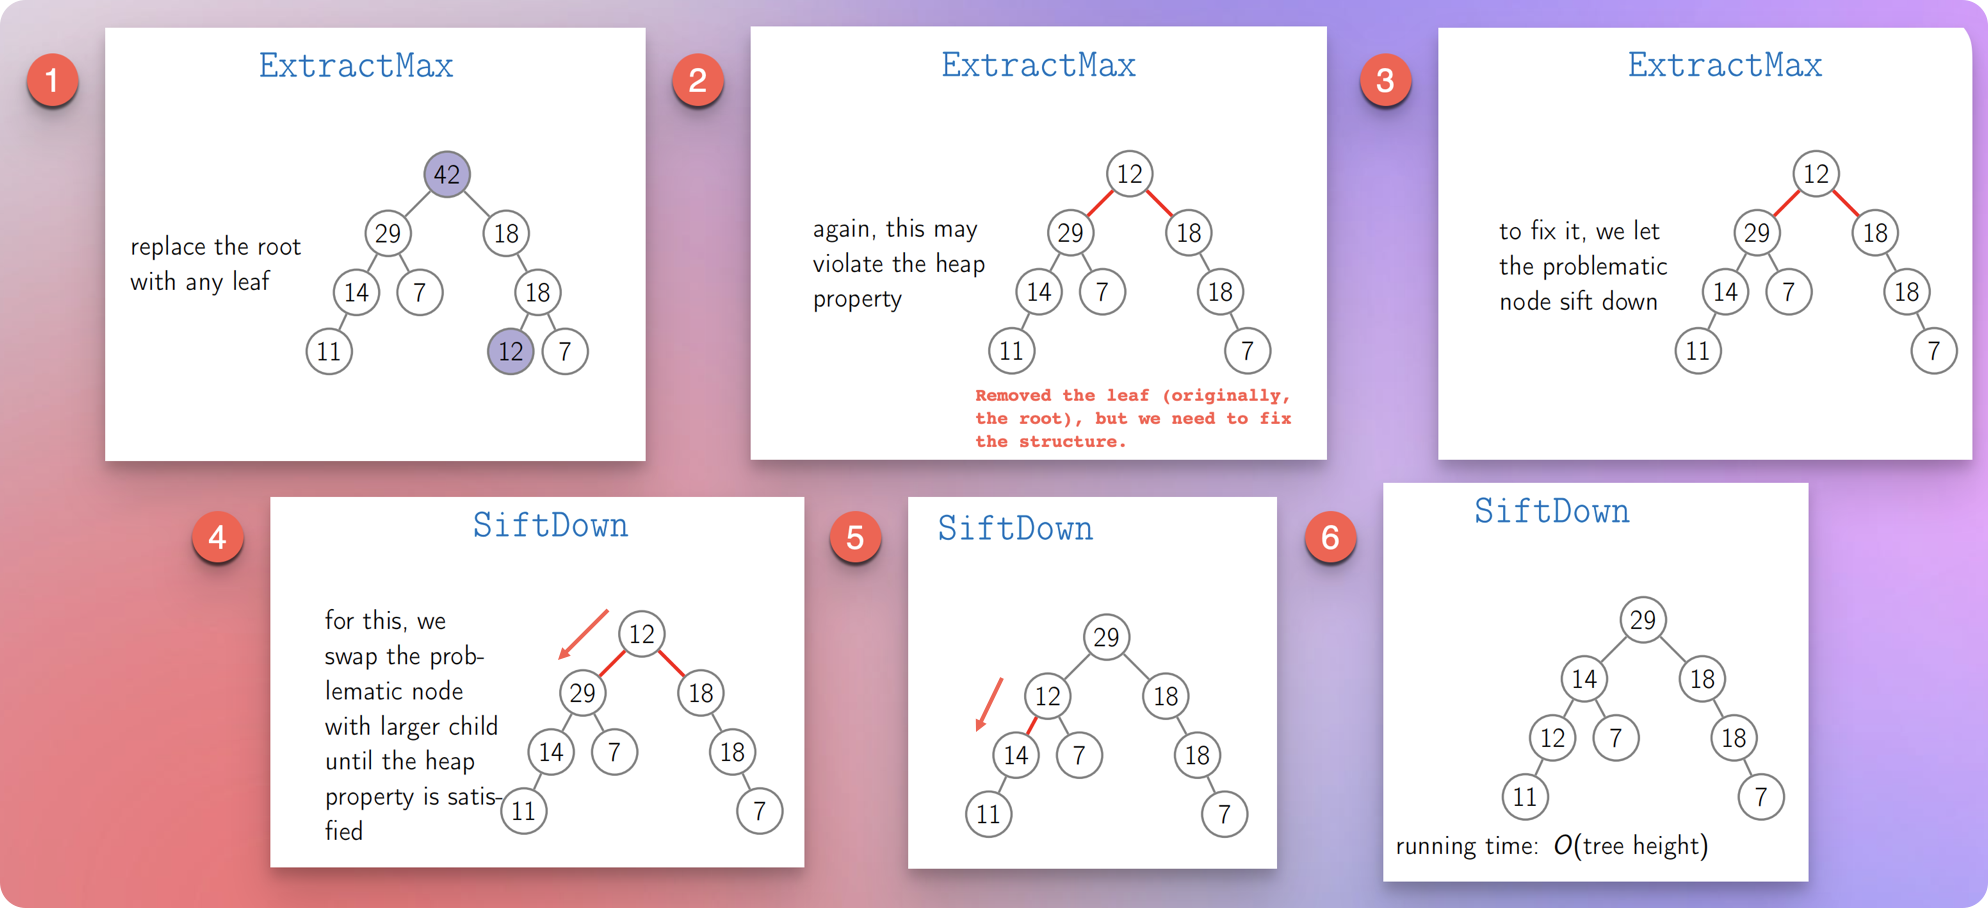 1
ExtractMax
replace the root
with any leaf
42
29
18
14
7
18
11
12
7
2
ExtractMax
again, this may
violate the heap
property
12
29
18
14
7
18
11
7
Removed the leaf (originally,
the root), but we need to fix
the structure.
3
ExtractMax
to fix it, we let
the problematic
node sift down
12
29
18
14
7
18
11
7
4
SiftDown
for this, we
swap the prob-
lematic node
with larger child
until the heap
property is satis-
fied
12
29
18
14
7
18
11
7
5
SiftDown
29
12
18
14
7
18
11
7
6
SiftDown
29
14
18
12
7
18
11
7
running time: O(tree height)